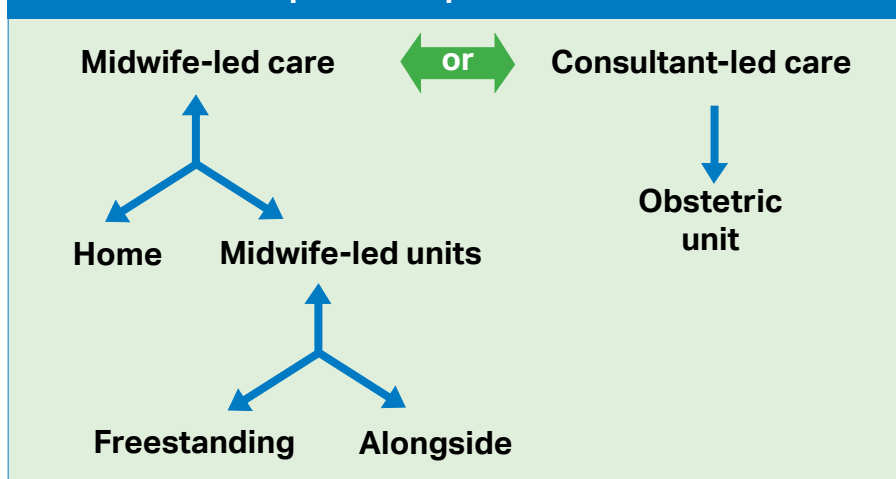 Midwife-led care or Consultant-led care
Obstetric
unit
Home Midwife-led units
Freestanding Alongside